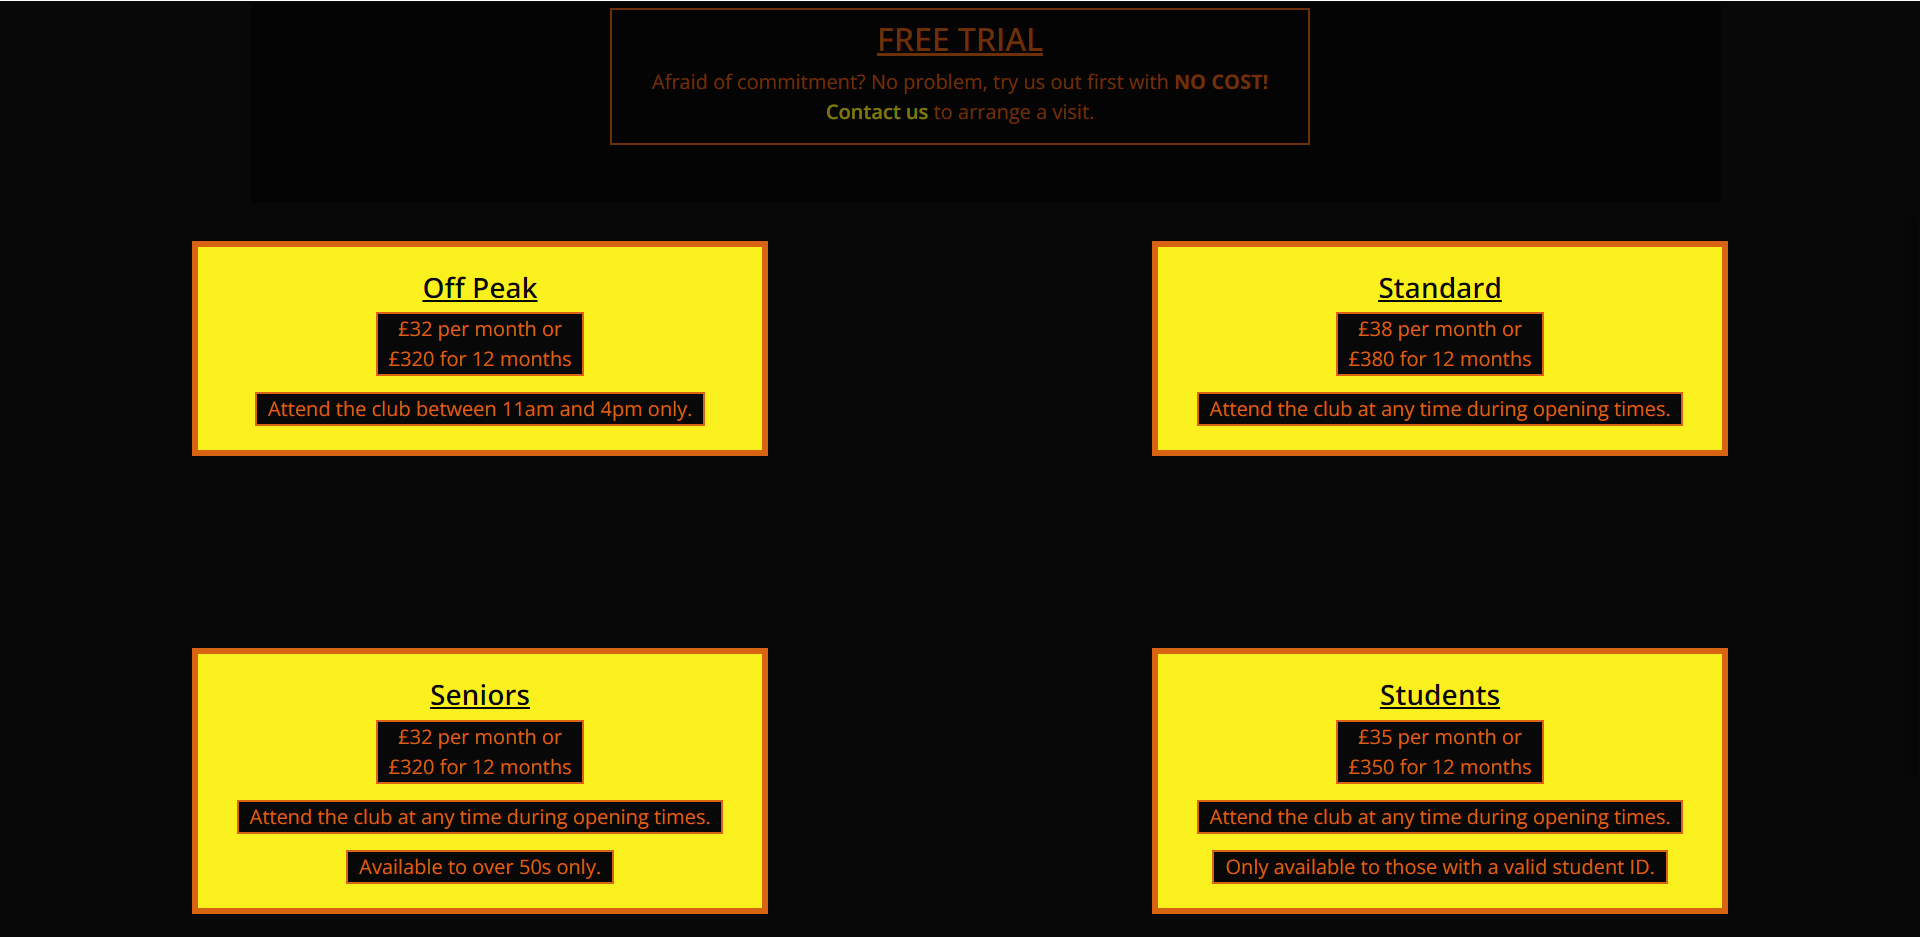 FREE TRIAL
Afraid of commitment? No problem, try us out first with NO COST!
Contact us to arrange a visit.
Off Peak
£32 per month or
£320 for 12 months
Attend the club between 11am and 4pm only.
Standard
£38 per month or
£380 for 12 months
Attend the club at any time during opening times.
Seniors
£32 per month or
£320 for 12 months
Attend the club at any time during opening times.
Available to over 50s only.
Students
£35 per month or
£350 for 12 months
Attend the club at any time during opening times.
Only available to those with a valid student ID.